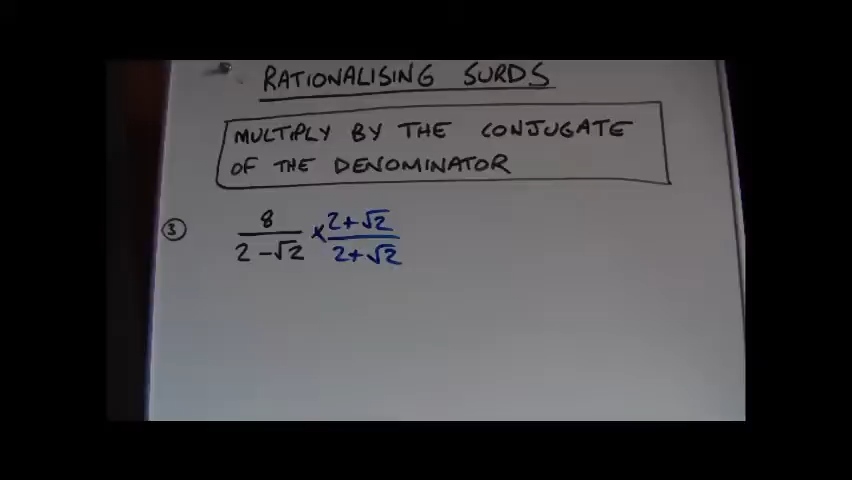 RATIONALISING SURDS
MULTIPLY BY THE CONJUGATE
OF THE DENOMINATOR
③ 8/(2-√2) × (2+√2)/(2+√2)